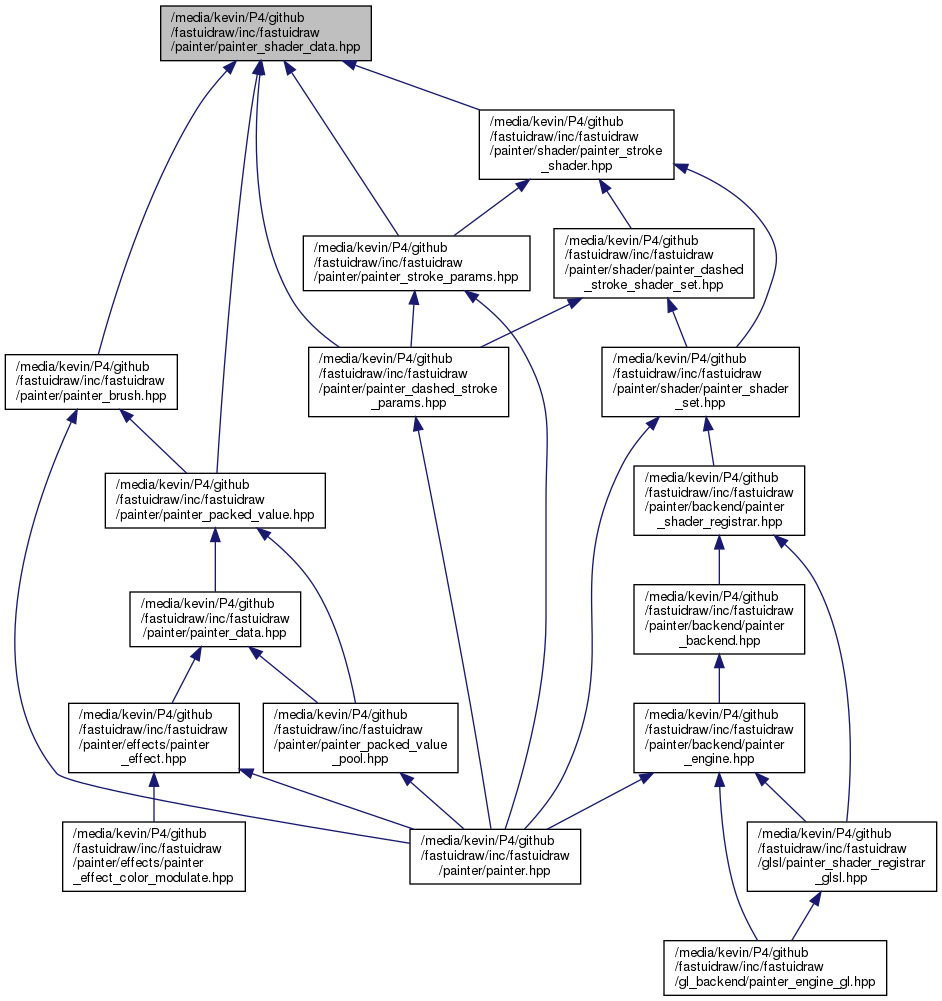 /media/kevin/P4/github
/fastuidraw/inc/fastuidraw
/painter/painter_shader_data.hpp
/media/kevin/P4/github
/fastuidraw/inc/fastuidraw
/painter/shader/painter_stroke
_shader.hpp
/media/kevin/P4/github
/fastuidraw/inc/fastuidraw
/painter/painter_stroke_params.hpp
/media/kevin/P4/github
/fastuidraw/inc/fastuidraw
/painter/shader/painter_dashed
_stroke_shader_set.hpp
/media/kevin/P4/github
/fastuidraw/inc/fastuidraw
/painter/painter_brush.hpp
/media/kevin/P4/github
/fastuidraw/inc/fastuidraw
/painter/painter_dashed_stroke
_params.hpp
/media/kevin/P4/github
/fastuidraw/inc/fastuidraw
/painter/shader/painter_shader
_set.hpp
/media/kevin/P4/github
/fastuidraw/inc/fastuidraw
/painter/painter_packed_value.hpp
/media/kevin/P4/github
/fastuidraw/inc/fastuidraw
/painter/backend/painter
_shader_registrar.hpp
/media/kevin/P4/github
/fastuidraw/inc/fastuidraw
/painter/painter_data.hpp
/media/kevin/P4/github
/fastuidraw/inc/fastuidraw
/painter/backend/painter
_backend.hpp
/media/kevin/P4/github
/fastuidraw/inc/fastuidraw
/painter/effects/painter
_effect.hpp
/media/kevin/P4/github
/fastuidraw/inc/fastuidraw
/painter/painter_packed_value
_pool.hpp
/media/kevin/P4/github
/fastuidraw/inc/fastuidraw
/painter/backend/painter
_engine.hpp
/media/kevin/P4/github
/fastuidraw/inc/fastuidraw
/painter/effects/painter
_effect_color_modulate.hpp
/media/kevin/P4/github
/fastuidraw/inc/fastuidraw
/painter/painter.hpp
/media/kevin/P4/github
/fastuidraw/inc/fastuidraw
/glsl/painter_shader_registrar
_glsl.hpp
/media/kevin/P4/github
/fastuidraw/inc/fastuidraw
/gl_backend/painter_engine_gl.hpp